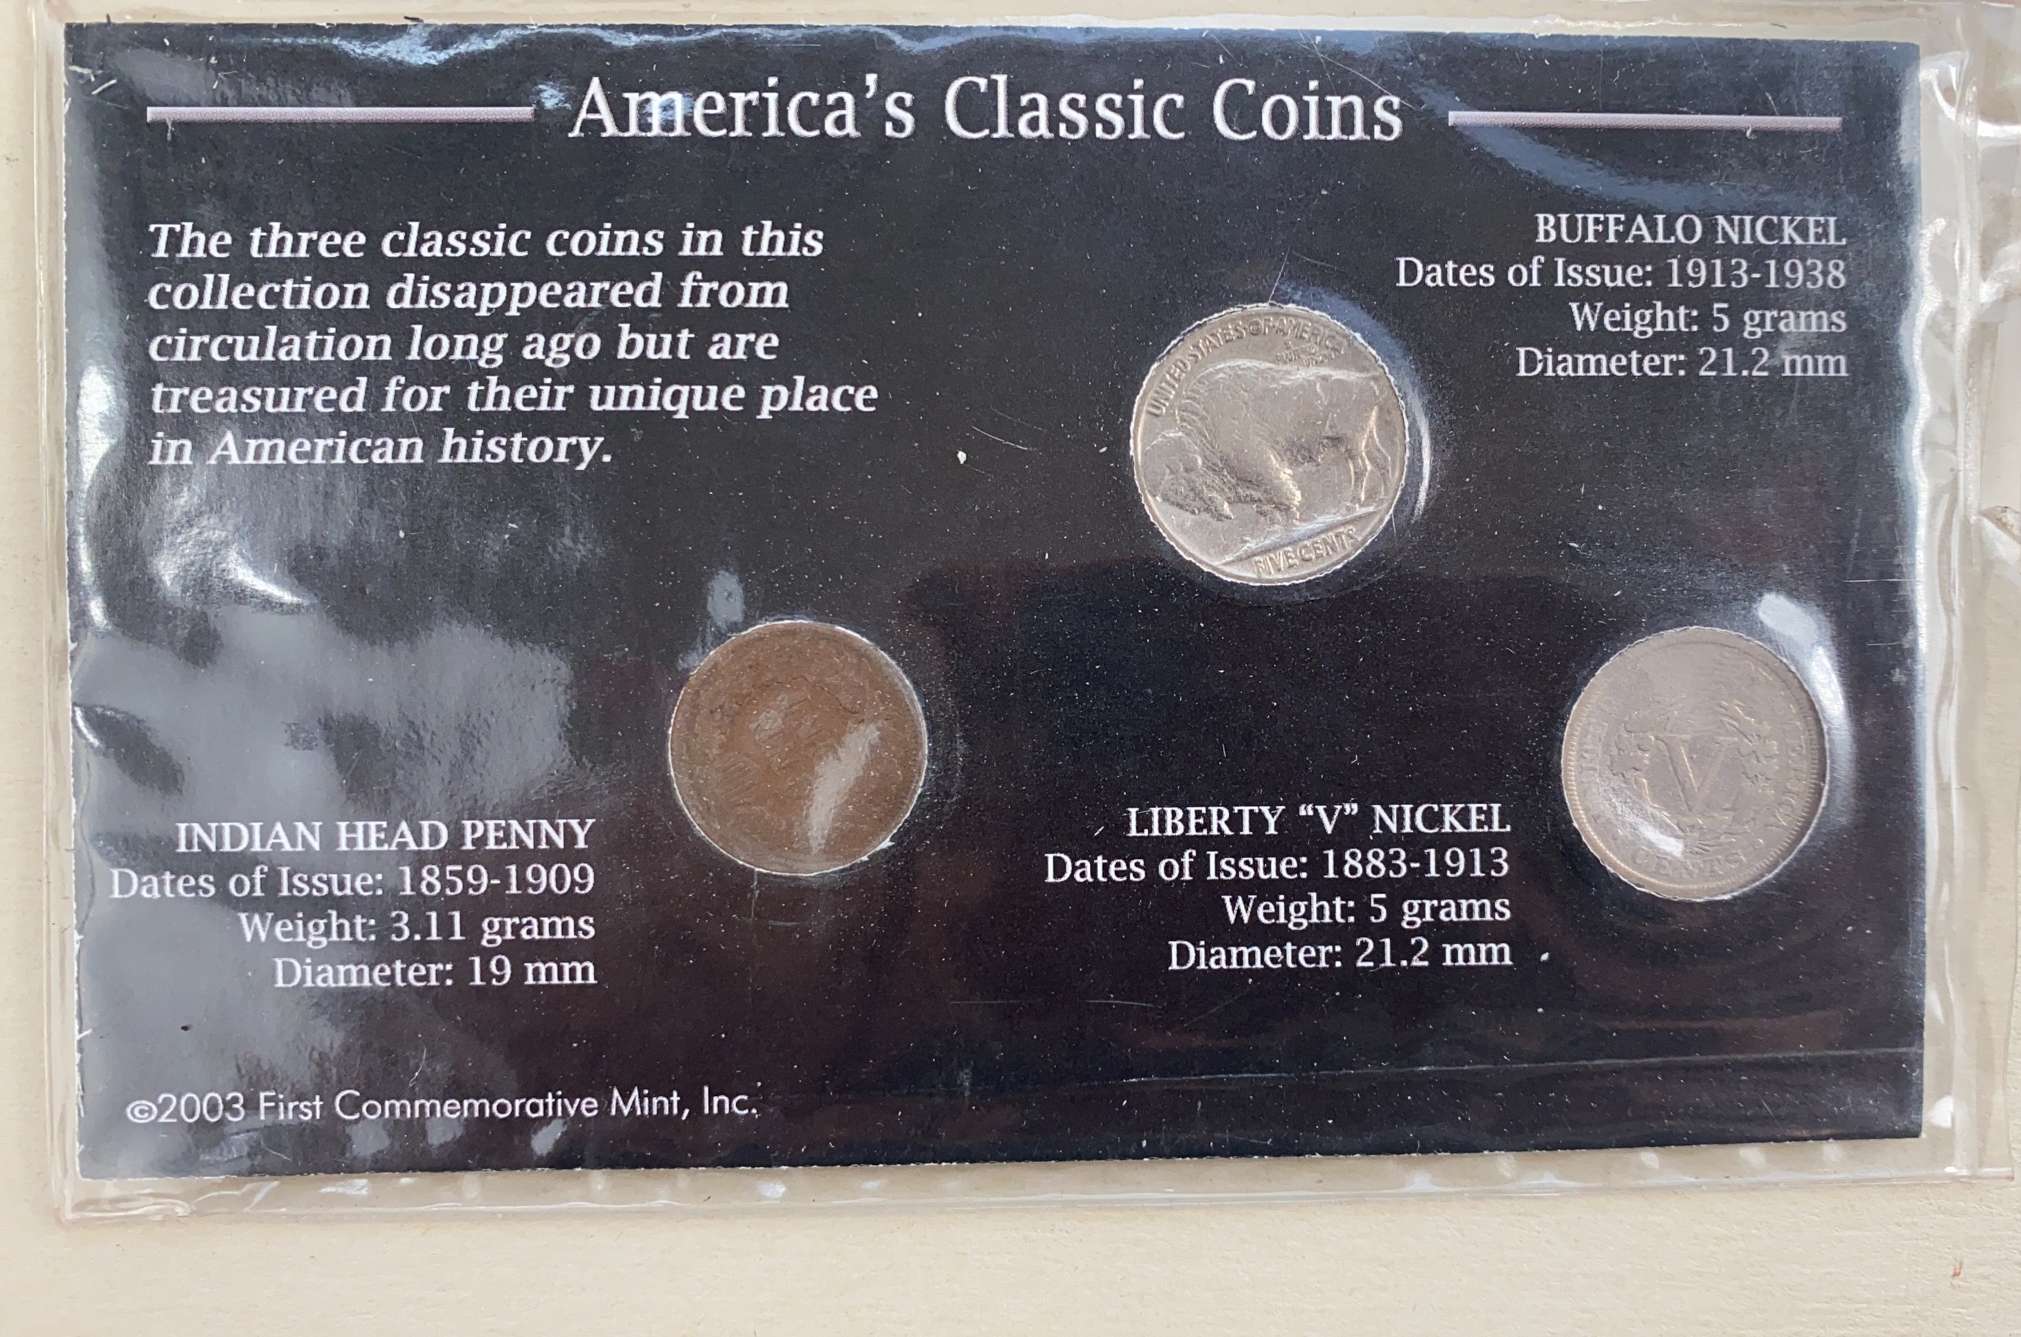 America's Classic Coins
The three classic coins in this
collection disappeared from
circulation long ago but are
treasured for their unique place
in American history.
BUFFALO NICKEL
Dates of Issue: 1913-1938
Weight: 5 grams
Diameter: 21.2 mm
UNITED STATES OF AMERICA
FIVE CENTS
INDIAN HEAD PENNY
Dates of Issue: 1859-1909
Weight: 3.11 grams
Diameter: 19 mm
LIBERTY “V” NICKEL
Dates of Issue: 1883-1913
Weight: 5 grams
Diameter: 21.2 mm
V
CENTS
©2003 First Commemorative Mint, Inc.